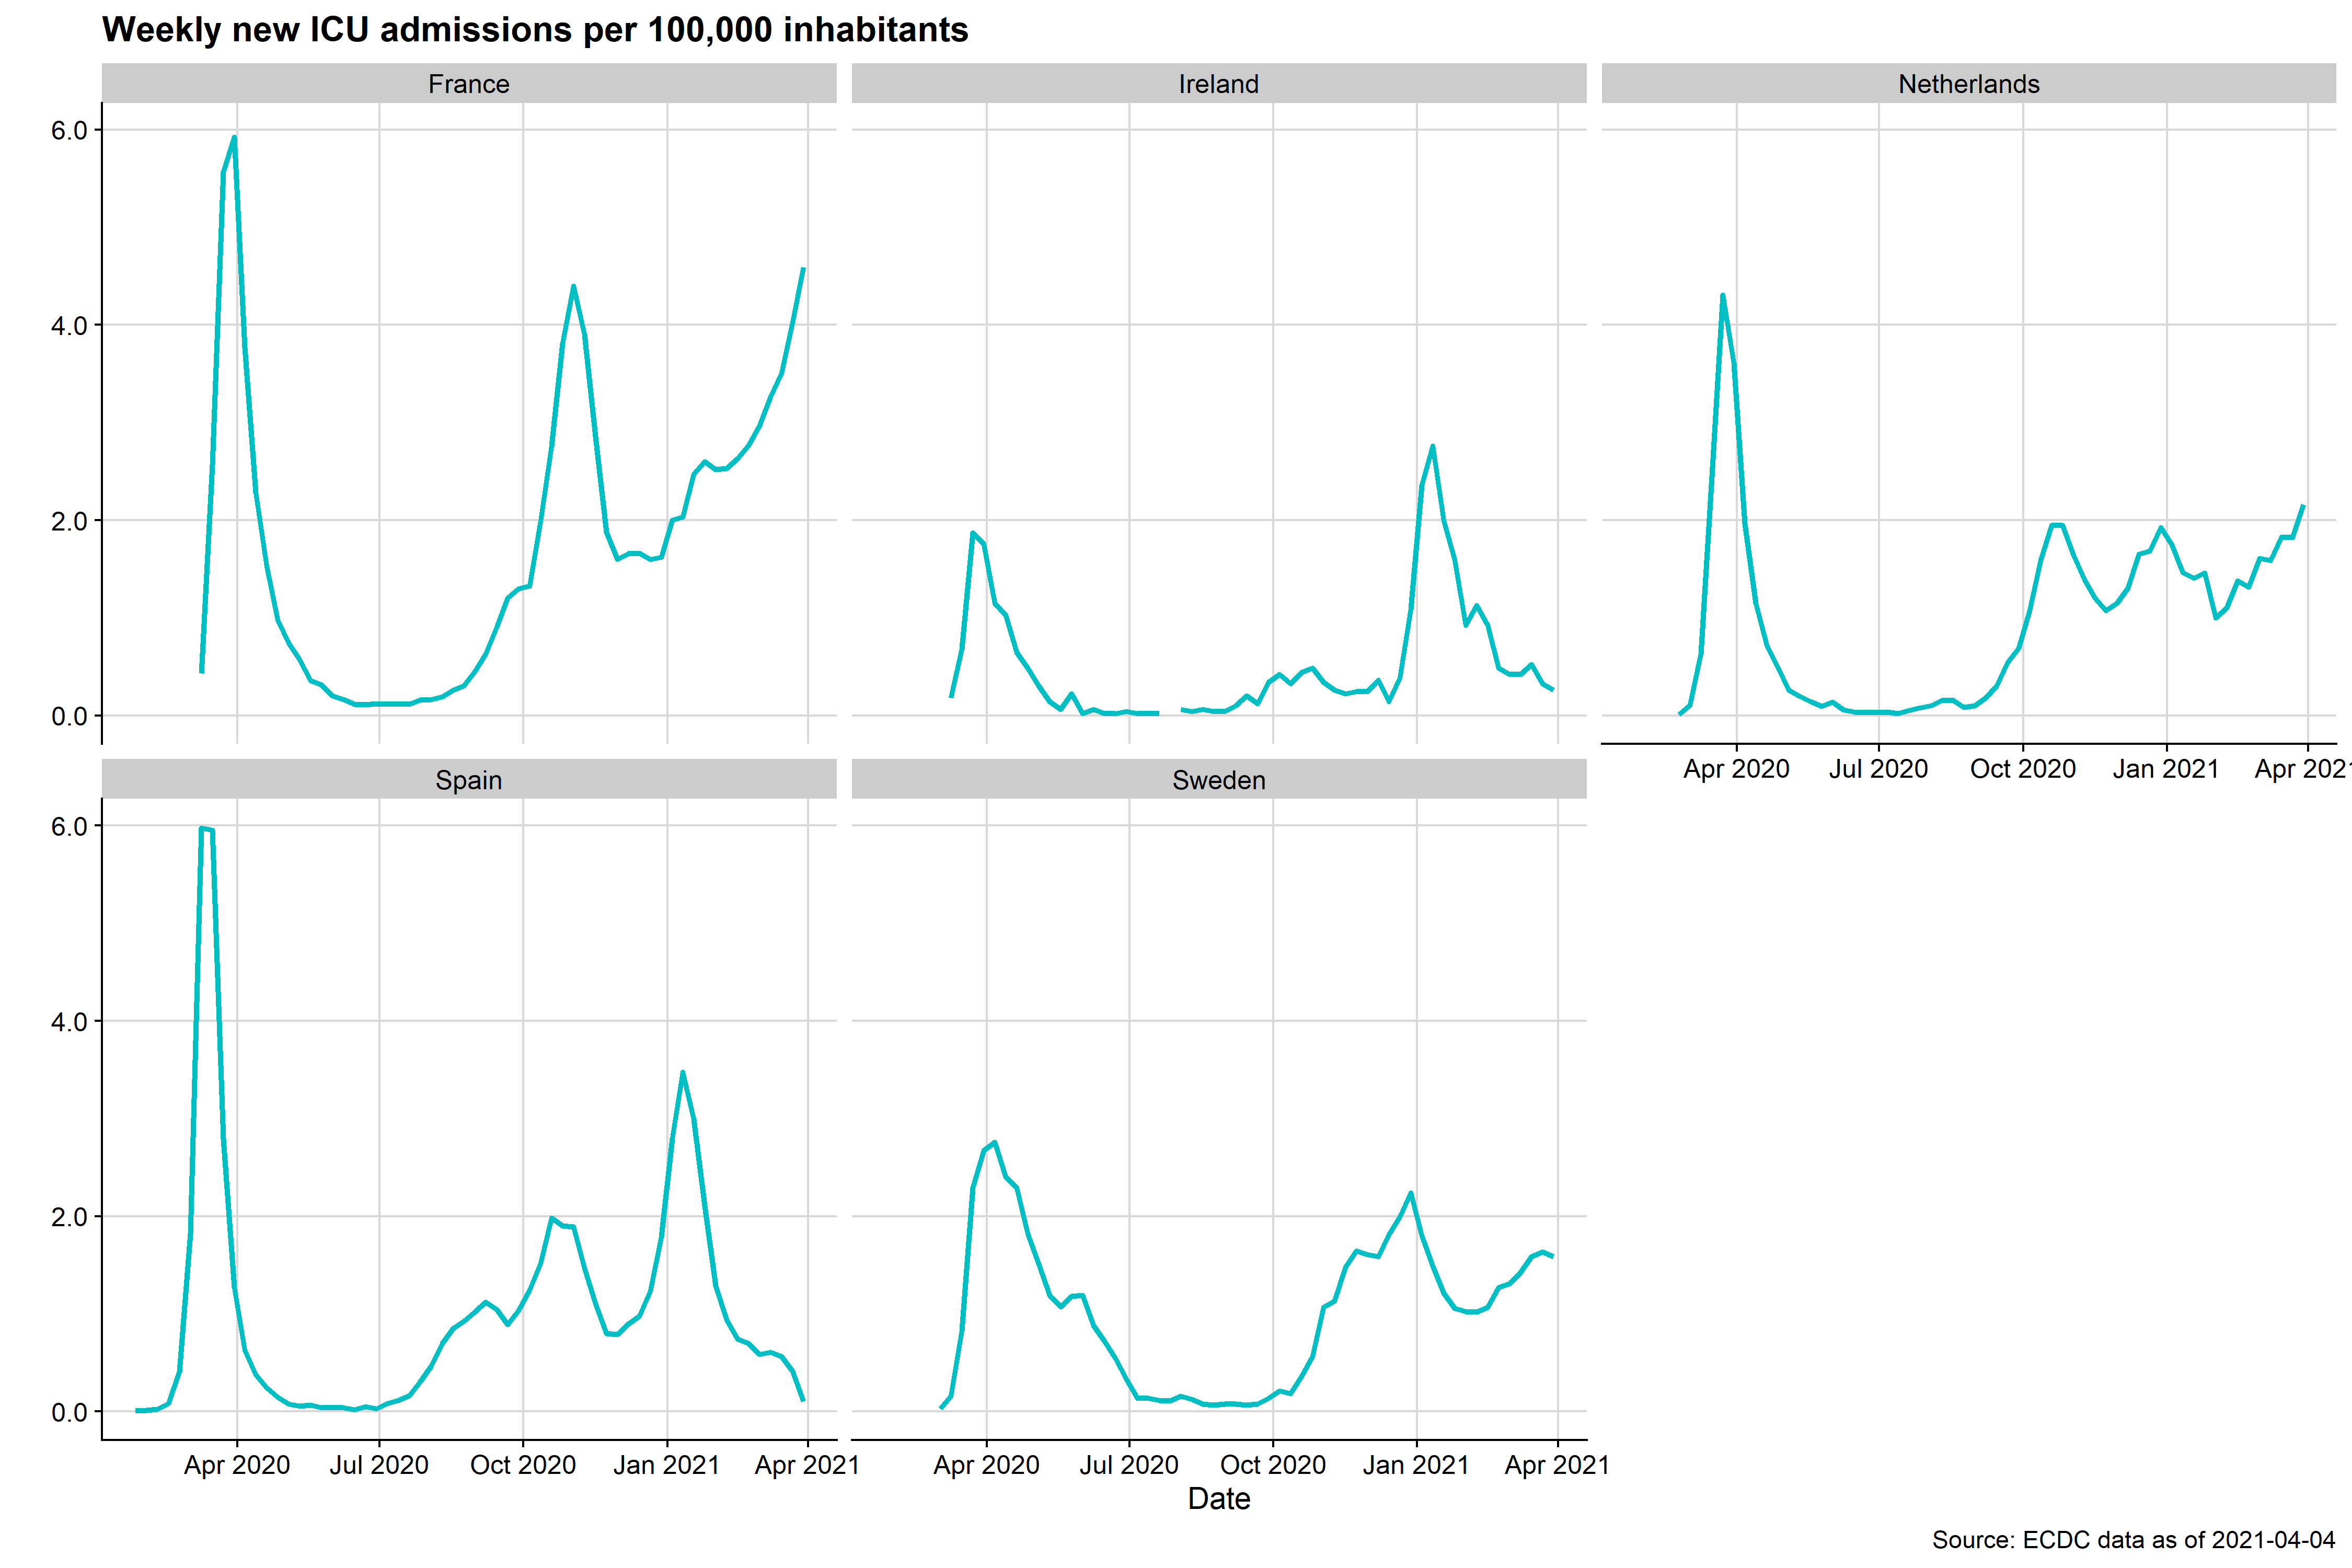 Weekly new ICU admissions per 100,000 inhabitants
France
Ireland
Netherlands
6.0
4.0
2.0
0.0
Apr 2020 Jul 2020 Oct 2020 Jan 2021 Apr 202
Spain
Sweden
6.0
4.0
2.0
0.0
Apr 2020 Jul 2020 Oct 2020 Jan 2021 Apr 2021
Apr 2020 Jul 2020 Oct 2020 Jan 2021 Apr 2021
Date
Source: ECDC data as of 2021-04-04